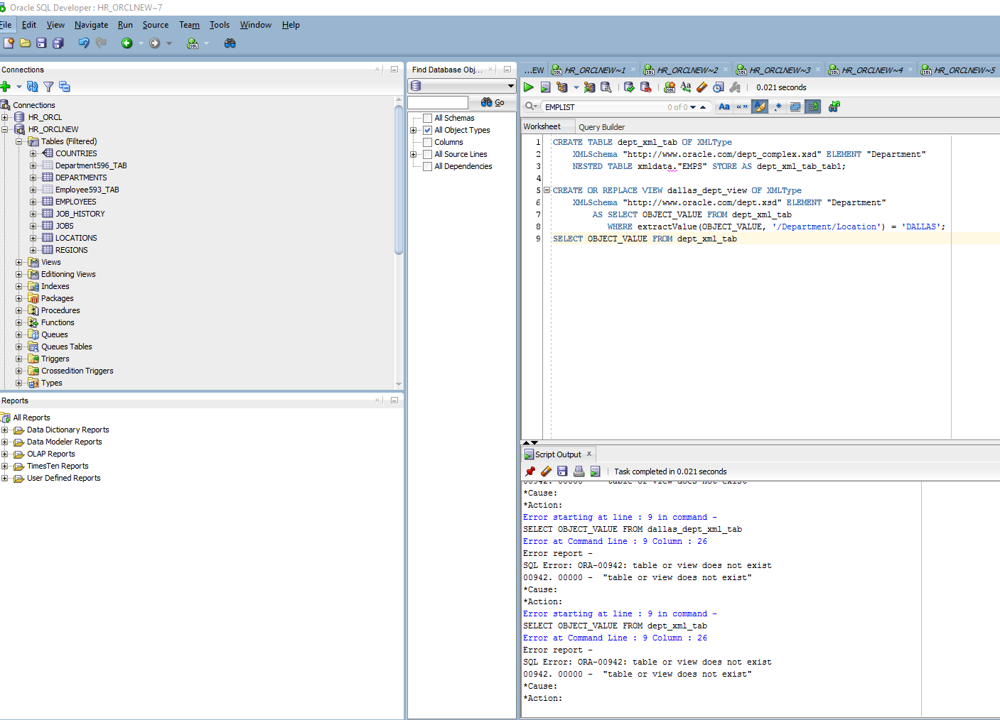 Oracle SQL Developer : HR_ORCLNEW~7
File Edit View Navigate Run Source Team Tools Window Help
Connections
Connections
HR_ORCL
HR_ORCLNEW
Tables (Filtered)
COUNTRIES
Department596_TAB
DEPARTMENTS
Employee593_TAB
EMPLOYEES
JOB_HISTORY
JOBS
LOCATIONS
REGIONS
Views
Editioning Views
Indexes
Packages
Procedures
Functions
Queues
Queues Tables
Triggers
Crossedition Triggers
Types
Reports
All Reports
Data Dictionary Reports
Data Modeler Reports
OLAP Reports
TimesTen Reports
User Defined Reports
Find Database Obj...
Go
All Schemas
All Object Types
Columns
All Source Lines
All Dependencies
...EW HR_ORCLNEW~1 HR_ORCLNEW~2 HR_ORCLNEW~3 HR_ORCLNEW~4 HR_ORCLNEW~5
0.021 seconds
EMPLIST 0 of 0 Aa “ ” .*
Worksheet Query Builder
1 CREATE TABLE dept_xml_tab OF XMLType
2 XMLSchema "http://www.oracle.com/dept_complex.xsd" ELEMENT "Department"
3 NESTED TABLE xmldata."EMPS" STORE AS dept_xml_tab_tab1;
4
5 CREATE OR REPLACE VIEW dallas_dept_view OF XMLType
6 XMLSchema "http://www.oracle.com/dept.xsd" ELEMENT "Department"
7 AS SELECT OBJECT_VALUE FROM dept_xml_tab
8 WHERE extractValue(OBJECT_VALUE, '/Department/Location') = 'DALLAS';
9 SELECT OBJECT_VALUE FROM dept_xml_tab
Script Output
Task completed in 0.021 seconds
00942. 00000 - "table or view does not exist"
*Cause:
*Action:
Error starting at line : 9 in command -
SELECT OBJECT_VALUE FROM dallas_dept_xml_tab
Error at Command Line : 9 Column : 26
Error report -
SQL Error: ORA-00942: table or view does not exist
00942. 00000 - "table or view does not exist"
*Cause:
*Action:
Error starting at line : 9 in command -
SELECT OBJECT_VALUE FROM dept_xml_tab
Error at Command Line : 9 Column : 26
Error report -
SQL Error: ORA-00942: table or view does not exist
00942. 00000 - "table or view does not exist"
*Cause:
*Action: